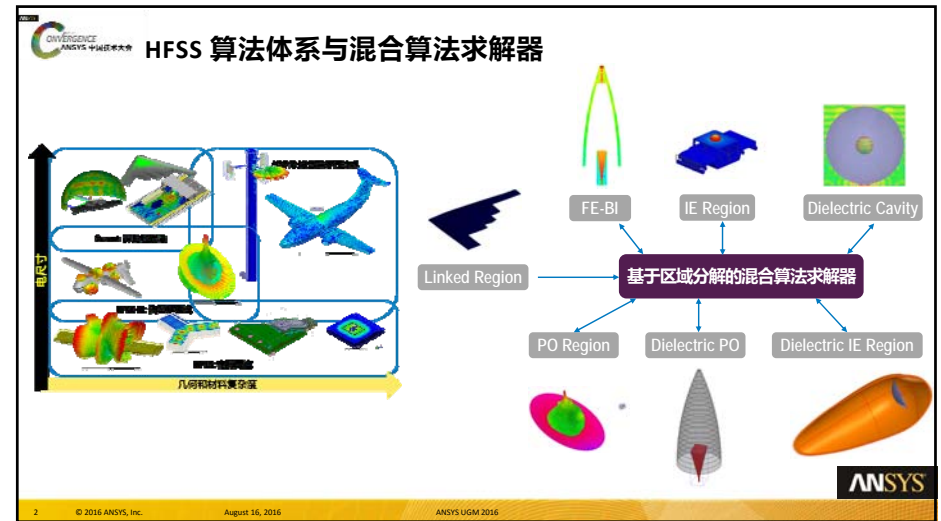 ANSYS
CONVERGENCE
ANSYS 中国技术大会
HFSS 算法体系与混合算法求解器
电尺寸
几何和材料复杂度
FE-BI
IE Region
Dielectric Cavity
Linked Region
基于区域分解的混合算法求解器
PO Region
Dielectric PO
Dielectric IE Region
ANSYS
2
© 2016 ANSYS, Inc.
August 16, 2016
ANSYS UGM 2016